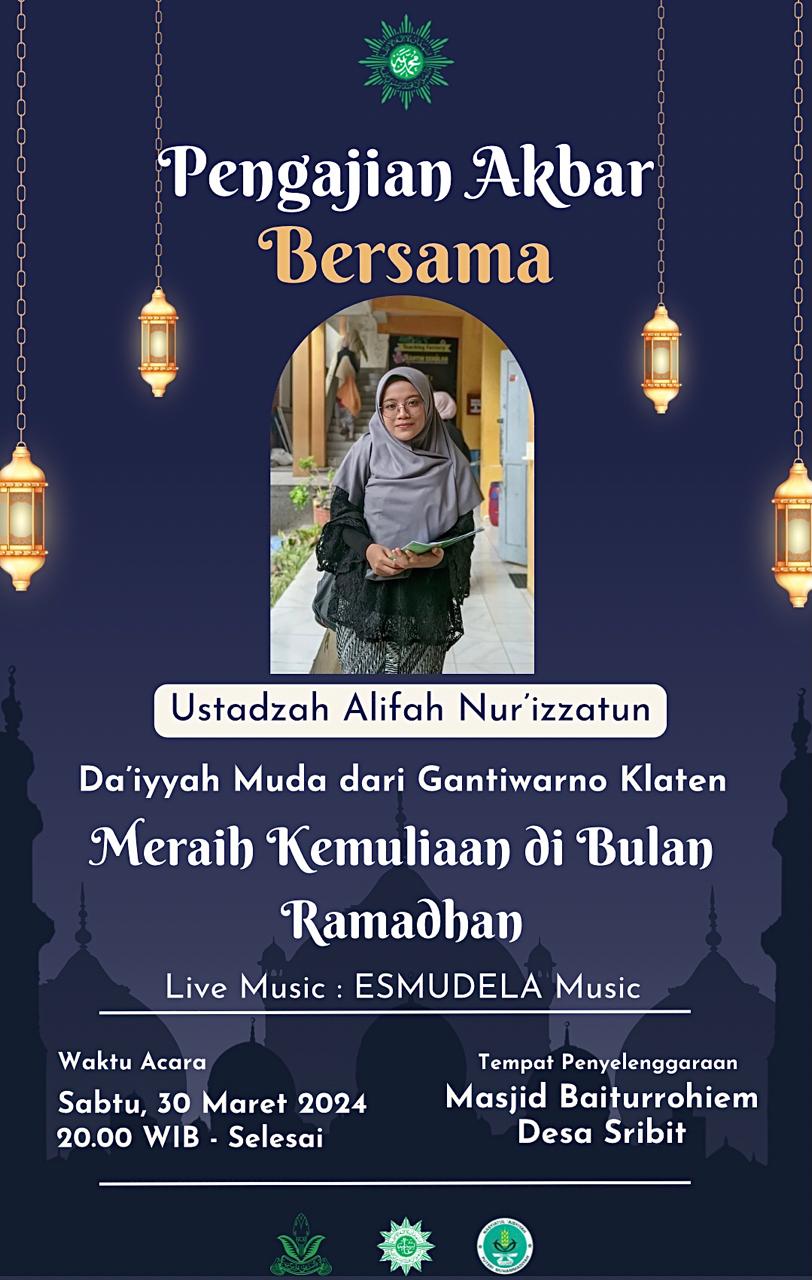 Pengajian Akbar
Bersama
Ustadzah Alifah Nur'izzatun
Da'iyyah Muda dari Gantiwarno Klaten
Meraih Kemuliaan di Bulan
Ramadhan
Live Music : ESMUDELA Music
Waktu Acara
Sabtu, 30 Maret 2024
20.00 WIB - Selesai
Tempat Penyelenggaraan
Masjid Baiturrohiem
Desa Sribit